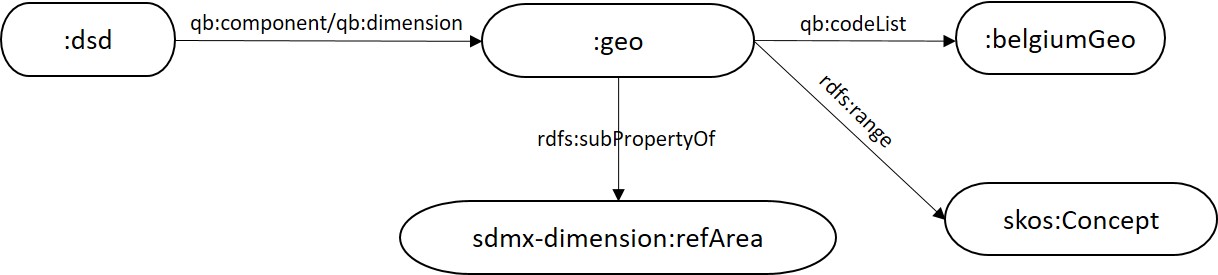 :dsd
qb:component/qb:dimension
:geo
qb:codeList
:belgiumGeo
rdfs:range
rdfs:subPropertyOf
skos:Concept
sdmx-dimension:refArea